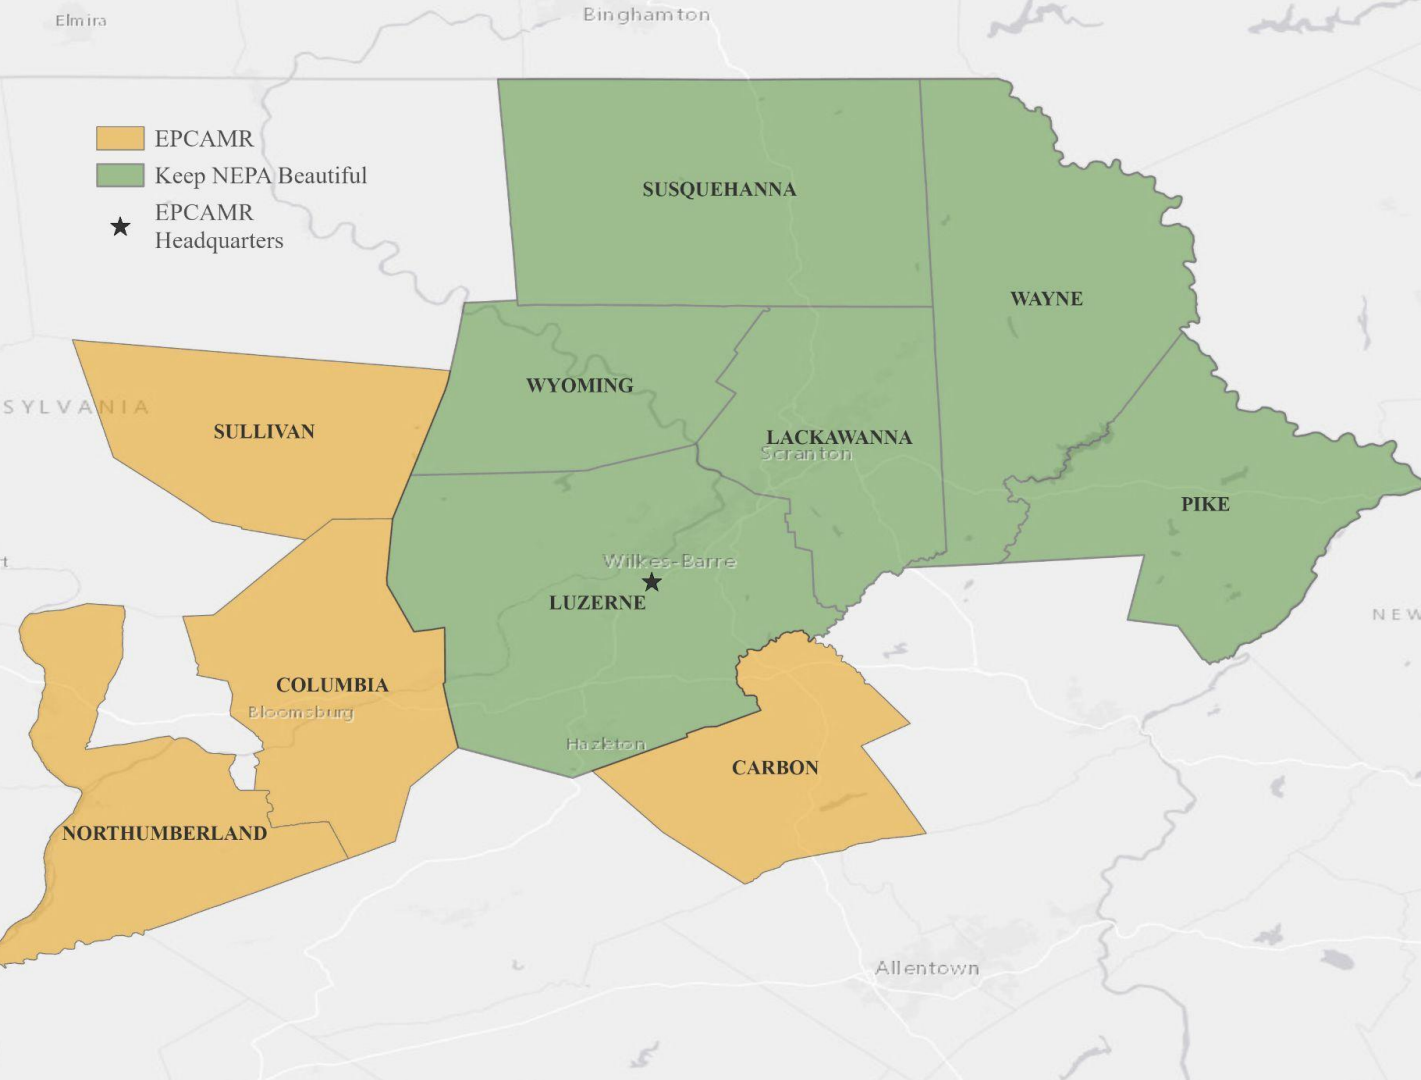 Elmira
Binghamton
EPCAMR
Keep NEPA Beautiful
EPCAMR
Headquarters
SUSQUEHANNA
WAYNE
WYOMING
SYLVANIA
SULLIVAN
LACKAWANNA
Scranton
PIKE
Wilkes-Barre
LUZERNE
NEW
COLUMBIA
Bloomsburg
Hazleton
CARBON
NORTHUMBERLAND
Allentown